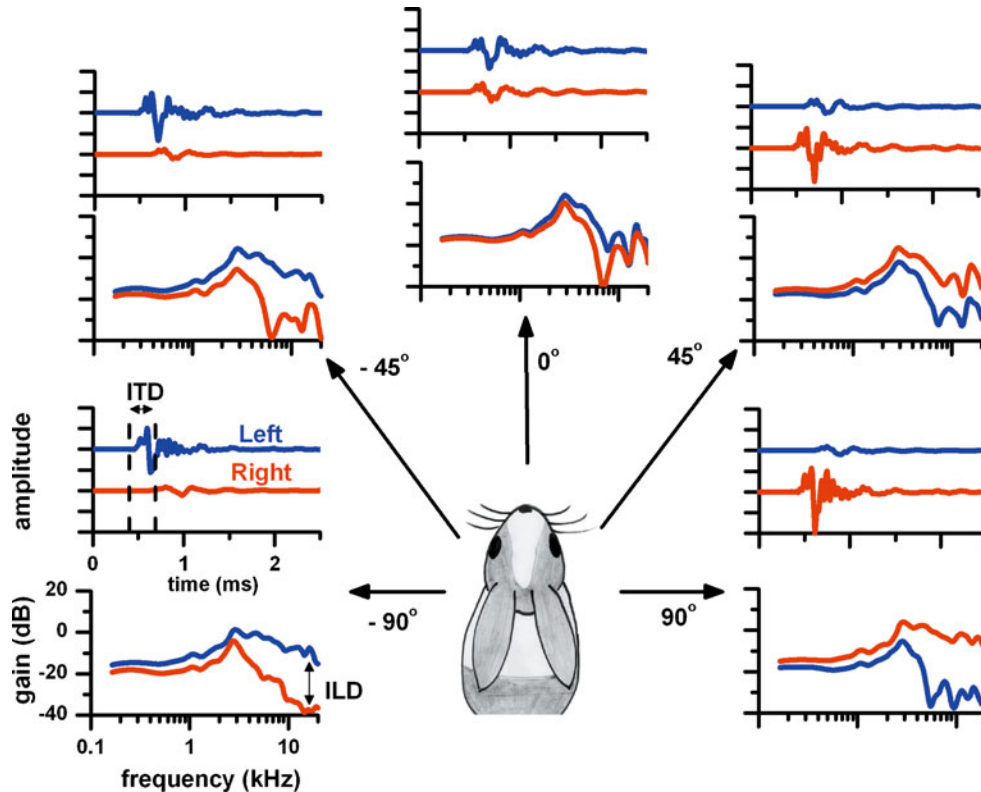 - 45°
0°
45°
ITD
Left
Right
amplitude
0
1
2
time (ms)
- 90°
90°
20
0
-20
-40
gain (dB)
ILD
0.1
1
10
frequency (kHz)